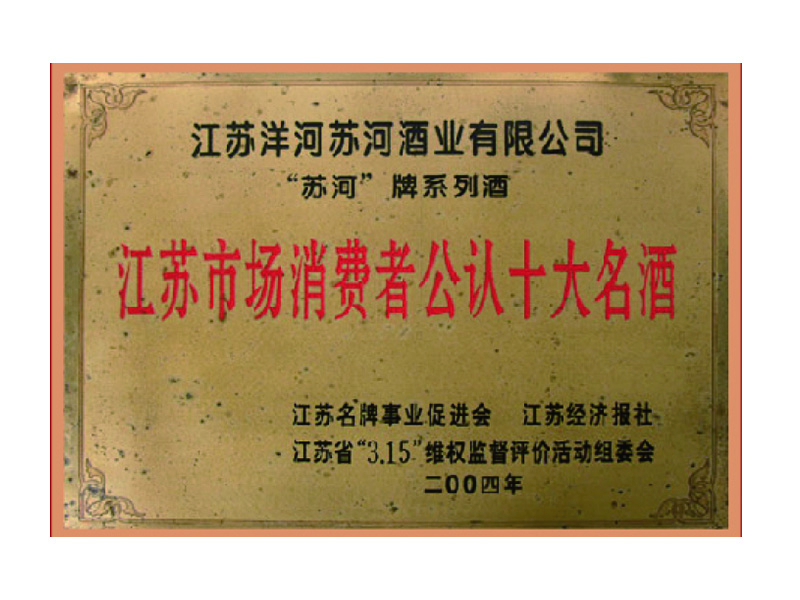 江苏洋河苏河酒业有限公司
“苏河”牌系列酒
江苏市场消费者公认十大名酒
江苏名牌事业促进会 江苏经济报社
江苏省“3.15”维权监督评价活动组委会
二00四年